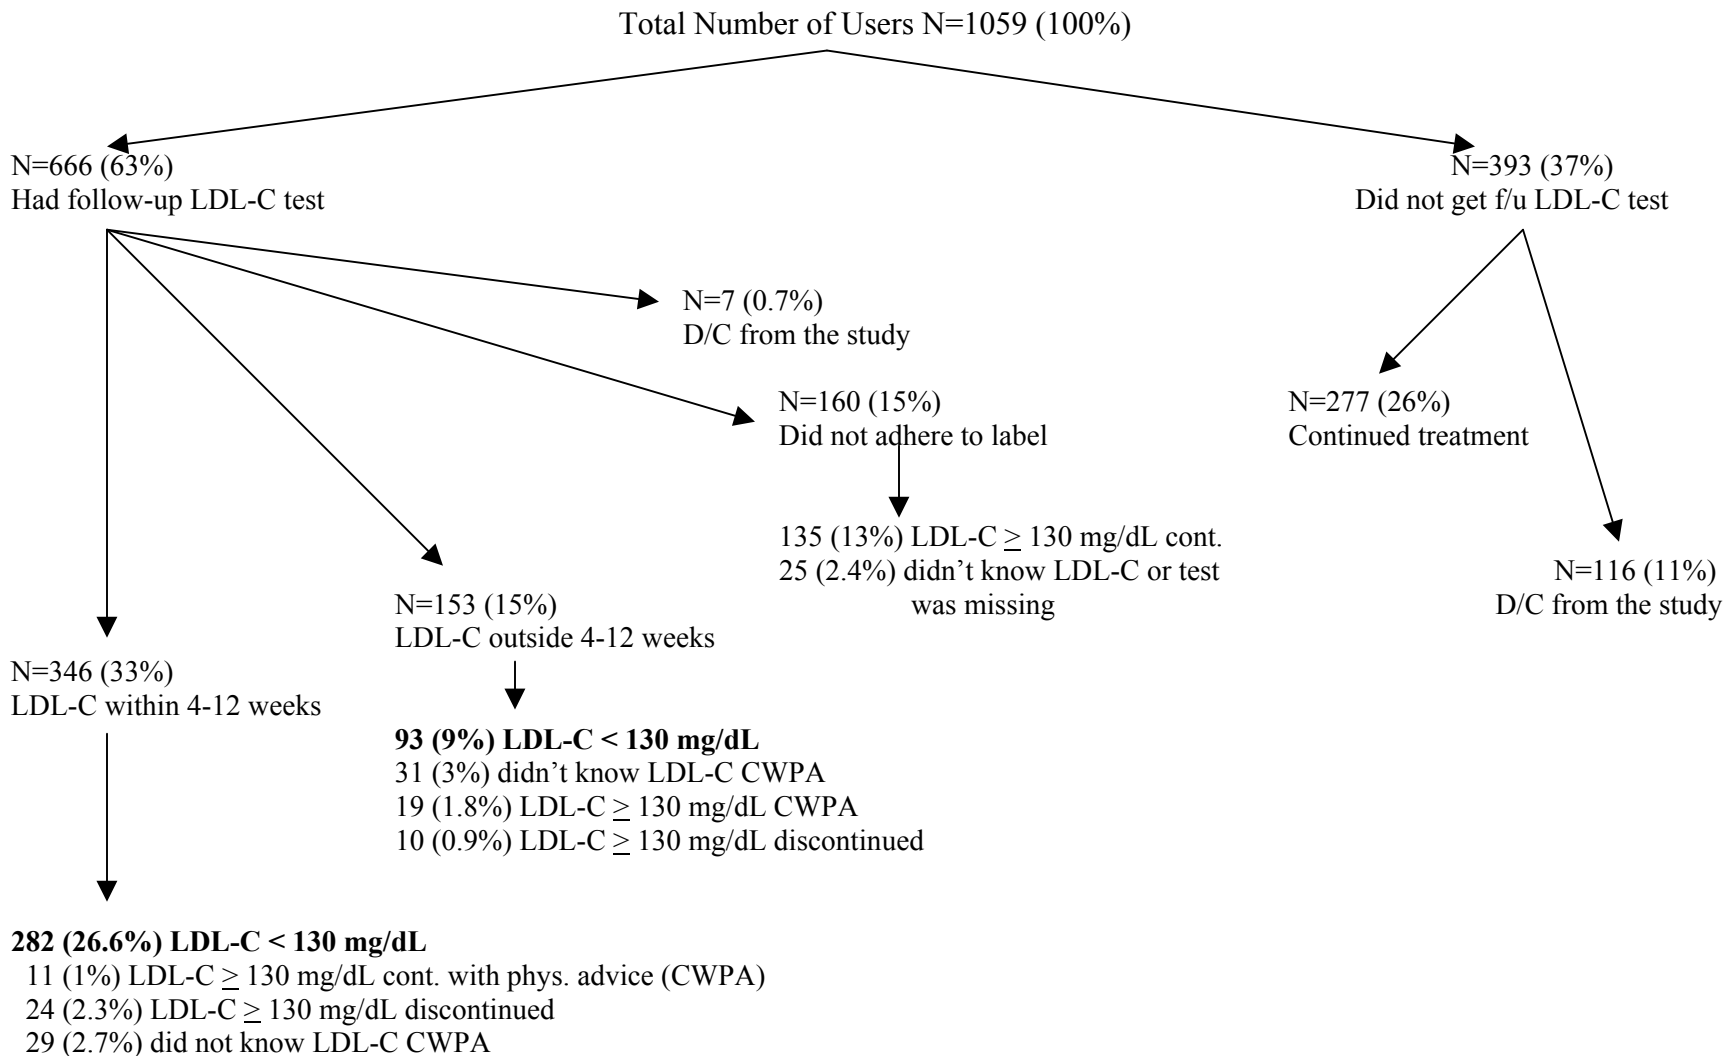 Total Number of Users N=1059 (100%)
N=666 (63%)
Had follow-up LDL-C test
N=393 (37%)
Did not get f/u LDL-C test
N=7 (0.7%)
D/C from the study
N=160 (15%)
Did not adhere to label
135 (13%) LDL-C ≥ 130 mg/dL cont.
25 (2.4%) didn’t know LDL-C or test
was missing
N=277 (26%)
Continued treatment
N=116 (11%)
D/C from the study
N=153 (15%)
LDL-C outside 4-12 weeks
93 (9%) LDL-C < 130 mg/dL
31 (3%) didn’t know LDL-C CWPA
19 (1.8%) LDL-C ≥ 130 mg/dL CWPA
10 (0.9%) LDL-C ≥ 130 mg/dL discontinued
N=346 (33%)
LDL-C within 4-12 weeks
282 (26.6%) LDL-C < 130 mg/dL
11 (1%) LDL-C ≥ 130 mg/dL cont. with phys. advice (CWPA)
24 (2.3%) LDL-C ≥ 130 mg/dL discontinued
29 (2.7%) did not know LDL-C CWPA